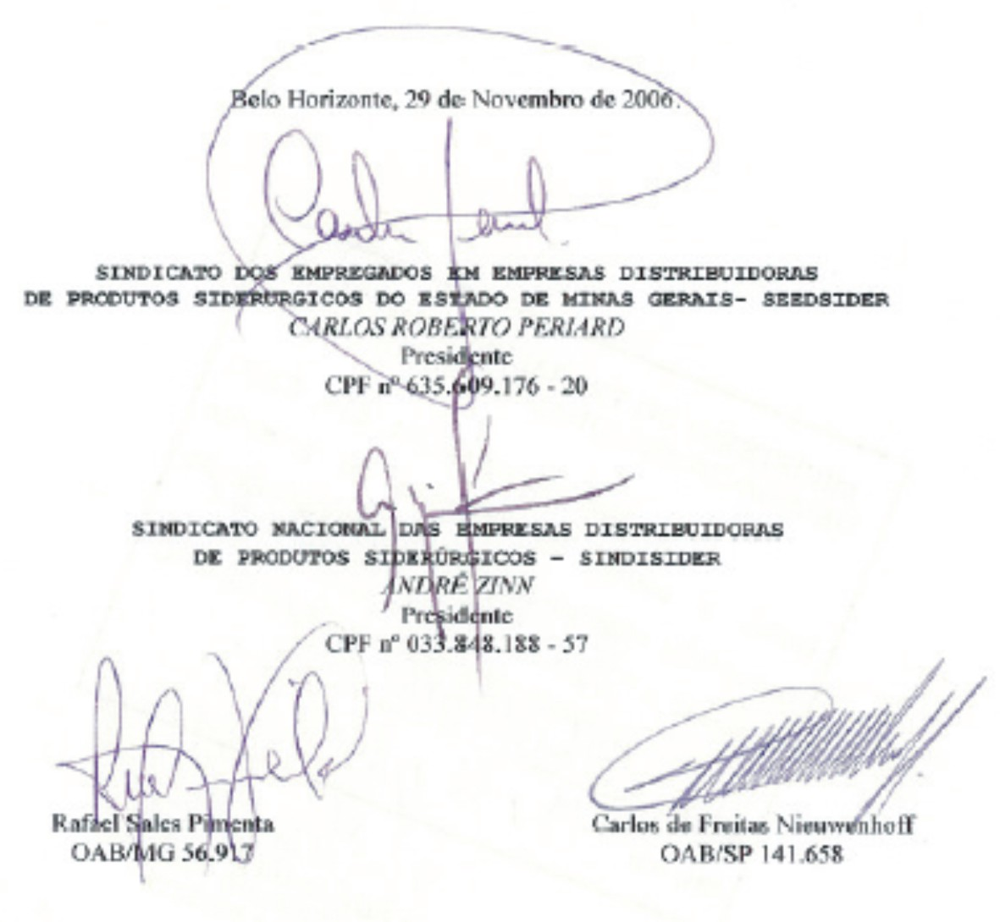 Belo Horizonte, 29 de Novembro de 2006.
SINDICATO DOS EMPREGADOS EM EMPRESAS DISTRIBUIDORAS
DE PRODUTOS SIDERÚRGICOS DO ESTADO DE MINAS GERAIS- SEEDSIDER
CARLOS ROBERTO PERIARD
Presidente
CPF nº 635.609.176 - 20
SINDICATO NACIONAL DAS EMPRESAS DISTRIBUIDORAS
DE PRODUTOS SIDERÚRGICOS – SINDISIDER
ANDRÉ ZINN
Presidente
CPF nº 033.848.188 - 57
Rafael Sales Pimenta
OAB/MG 56.917
Carlos de Freitas Nieuwenhoff
OAB/SP 141.658